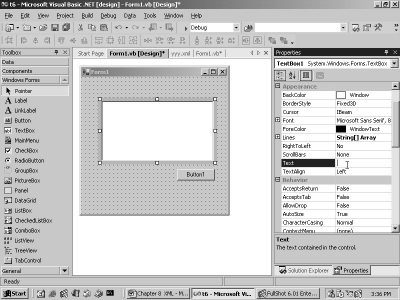 t6 - Microsoft Visual Basic .NET [design] - Form1.vb [Design]*
File Edit View Project Build Debug Data Tools Window Help
Debug
Toolbox
Data
Components
Windows Forms
Pointer
Label
LinkLabel
Button
TextBox
MainMenu
CheckBox
RadioButton
GroupBox
PictureBox
Panel
DataGrid
ListBox
CheckedListBox
ComboBox
ListView
TreeView
TabControl
General
Start Page Form1.vb [Design]* yyy.xml Form1.vb*
Form1
Button1
Properties
TextBox1 System.Windows.Forms.TextBox
Appearance
BackColor Window
BorderStyle Fixed3D
Cursor IBeam
Font Microsoft Sans Serif, 8
ForeColor WindowText
Lines String[] Array
RightToLeft No
ScrollBars None
Text
TextAlign Left
Behavior
AcceptsReturn False
AcceptsTab False
AllowDrop False
AutoSize True
CharacterCasing Normal
ContextMenu (none)
Text
The text contained in the control.
Solution Explorer Properties
Ready
Start Chapter 8 XML - M... t6 - Microsoft Vi... FullShot 6.01 Enter... 3:36 PM